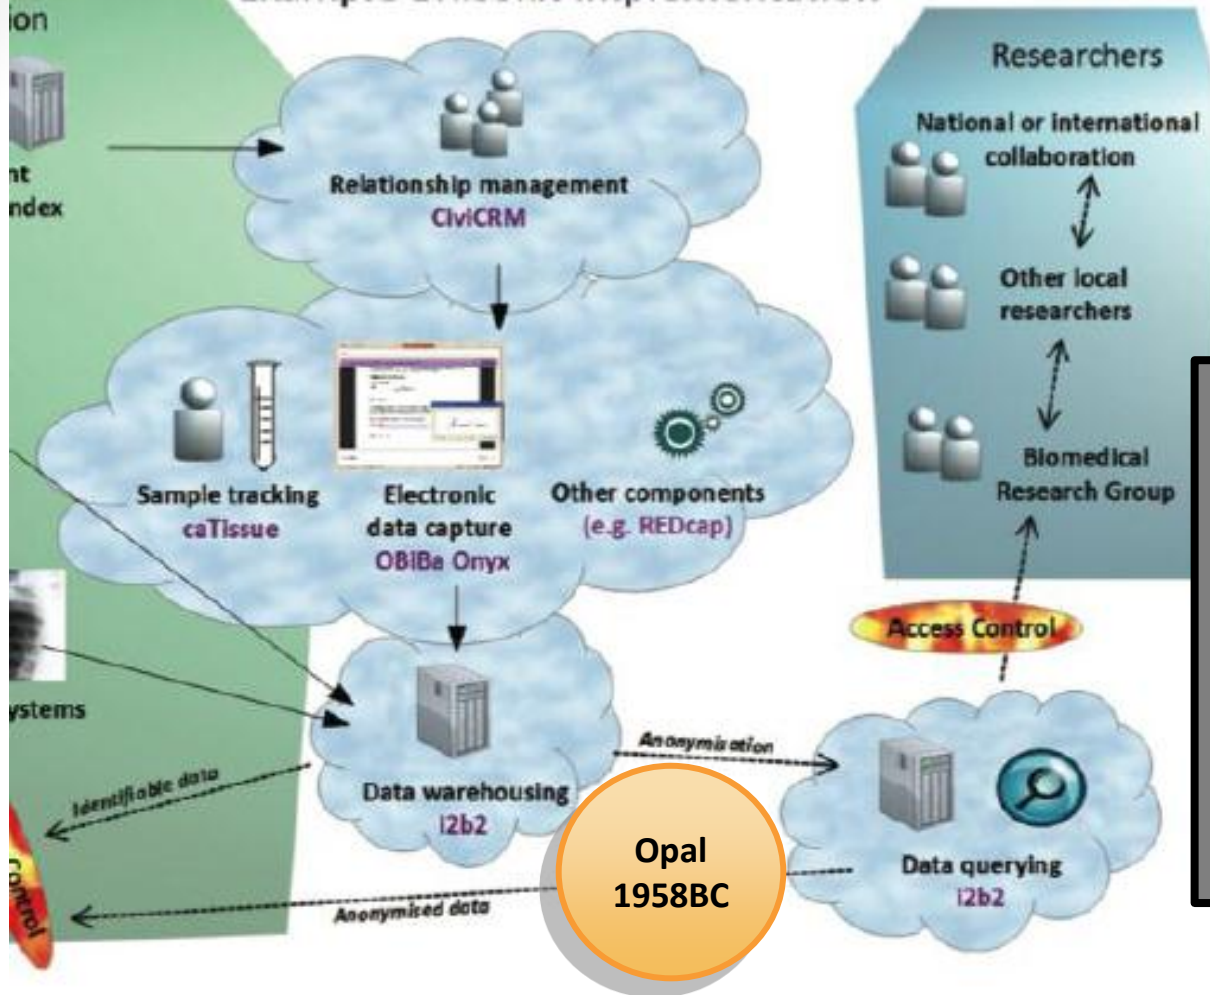 ion
nt
ndex
Relationship management
CiviCRM
Sample tracking
caTissue
Electronic
data capture
OBiBa Onyx
Other components
(e.g. REDcap)
ystems
Identifiable data
Data warehousing
i2b2
Anonymisation
Opal
1958BC
Anonymised data
Control
Data querying
i2b2
Access Control
Researchers
National or international
collaboration
Other local
researchers
Biomedical
Research Group